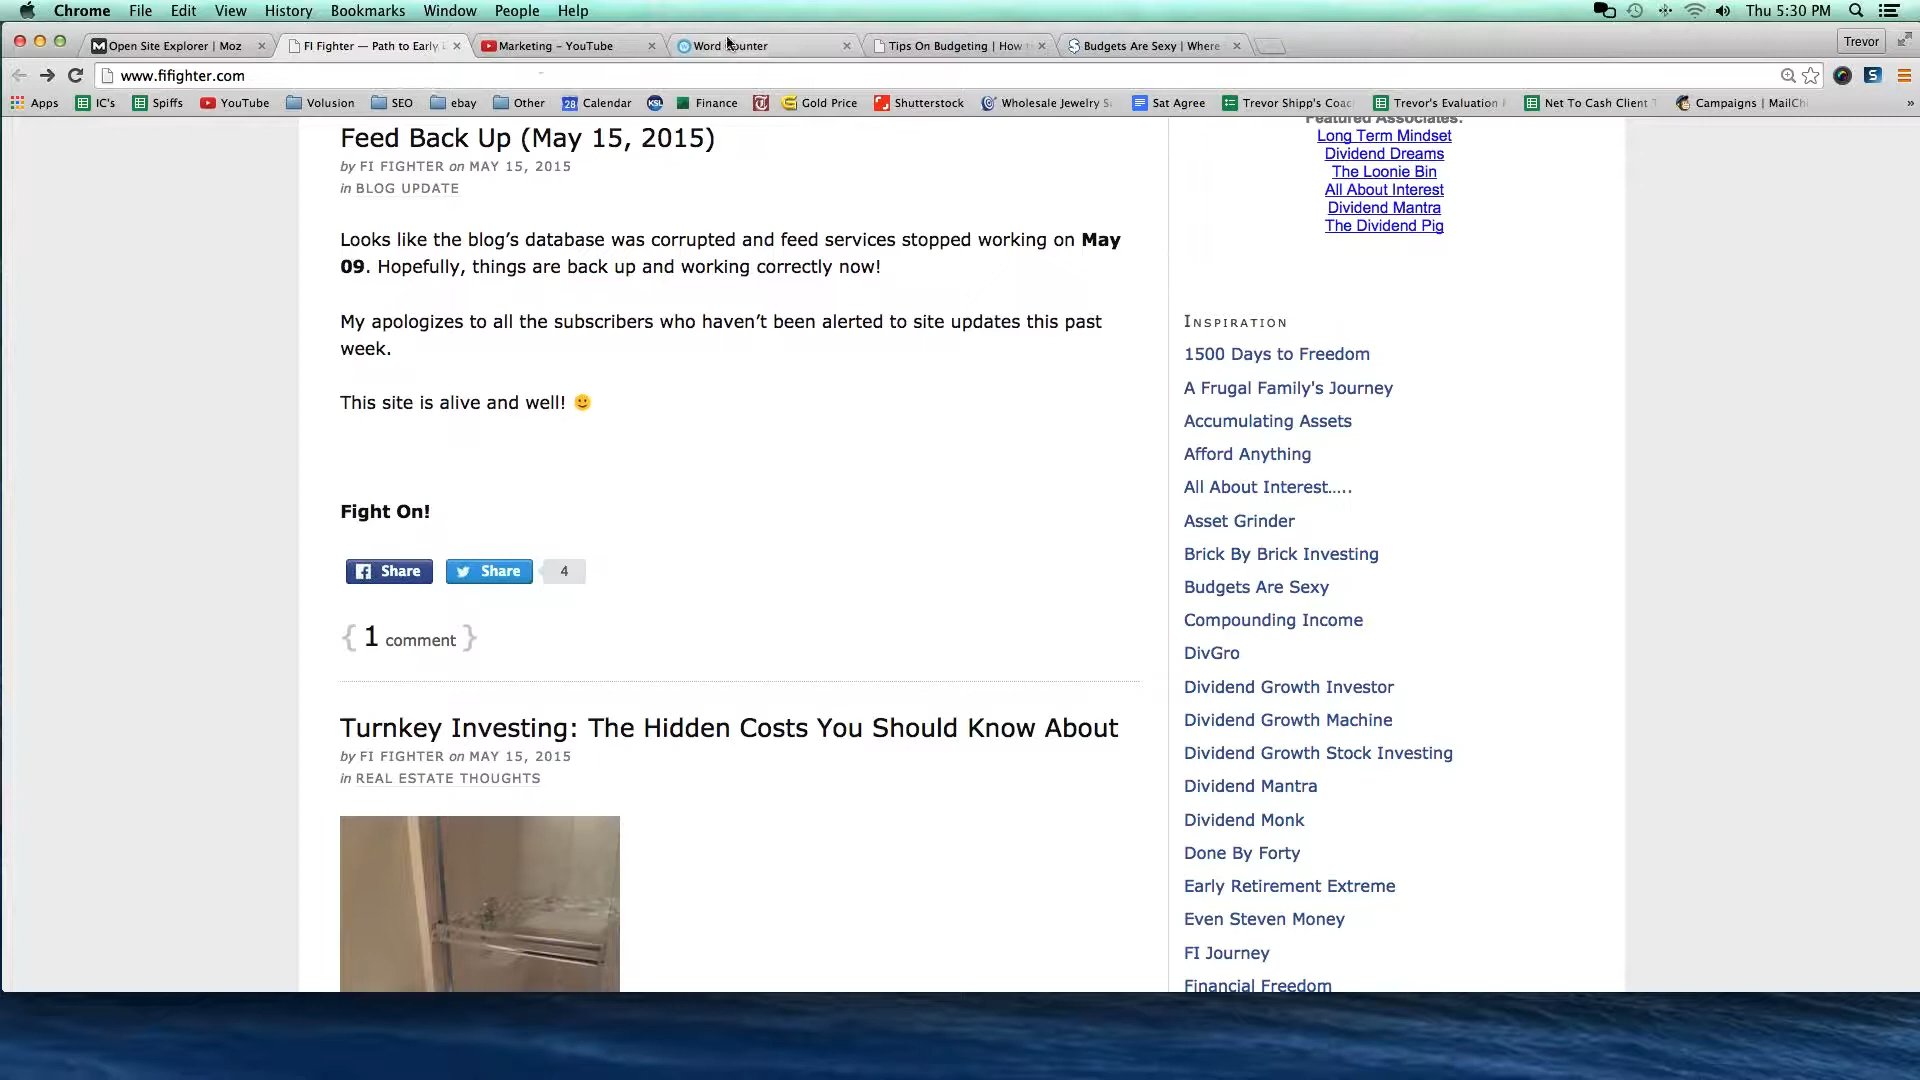 Chrome File Edit View History Bookmarks Window People Help Thu 5:30 PM
Open Site Explorer | Moz FI Fighter — Path to Early Marketing - YouTube Word Counter Tips On Budgeting | How Budgets Are Sexy | Where Trevor
www.fifighter.com
Apps IC's Spiffs YouTube Volusion SEO ebay Other 28 Calendar KSL Finance Gold Price Shutterstock Wholesale Jewelry Sat Agree Trevor Shipp's Coac Trevor's Evaluation Net To Cash Client Campaigns | MailChi »
Feed Back Up (May 15, 2015)
by FI FIGHTER on MAY 15, 2015
in BLOG UPDATE
Looks like the blog’s database was corrupted and feed services stopped working on May
09. Hopefully, things are back up and working correctly now!
My apologizes to all the subscribers who haven’t been alerted to site updates this past
week.
This site is alive and well!
Fight On!
Share Share 4
{ 1 comment }
Turnkey Investing: The Hidden Costs You Should Know About
by FI FIGHTER on MAY 15, 2015
in REAL ESTATE THOUGHTS
Featured Associates:
Long Term Mindset
Dividend Dreams
The Loonie Bin
All About Interest
Dividend Mantra
The Dividend Pig
INSPIRATION
1500 Days to Freedom
A Frugal Family's Journey
Accumulating Assets
Afford Anything
All About Interest.....
Asset Grinder
Brick By Brick Investing
Budgets Are Sexy
Compounding Income
DivGro
Dividend Growth Investor
Dividend Growth Machine
Dividend Growth Stock Investing
Dividend Mantra
Dividend Monk
Done By Forty
Early Retirement Extreme
Even Steven Money
FI Journey
Financial Freedom